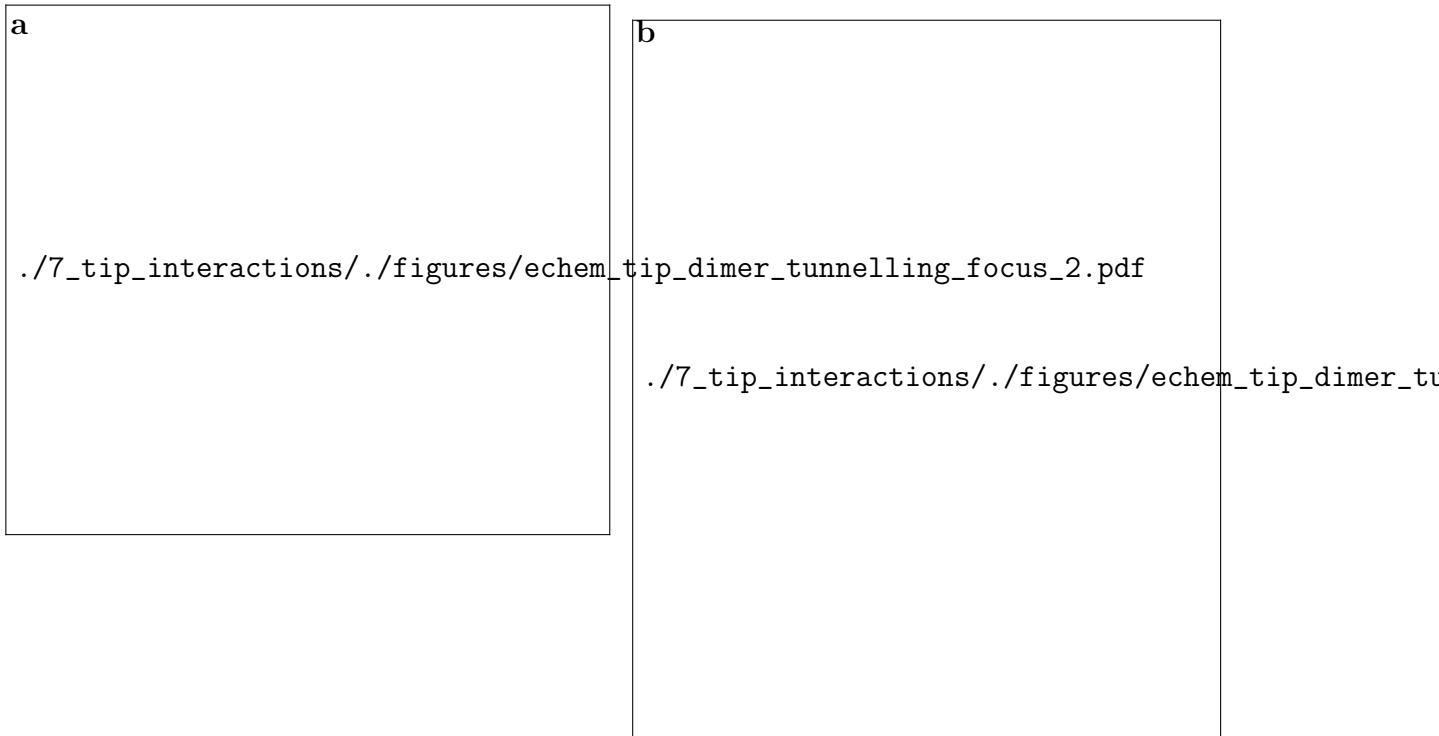 a
b
./7_tip_interactions/./figures/echem_tip_dimer_tunnelling_focus_2.pdf
./7_tip_interactions/./figures/echem_tip_dimer_tu